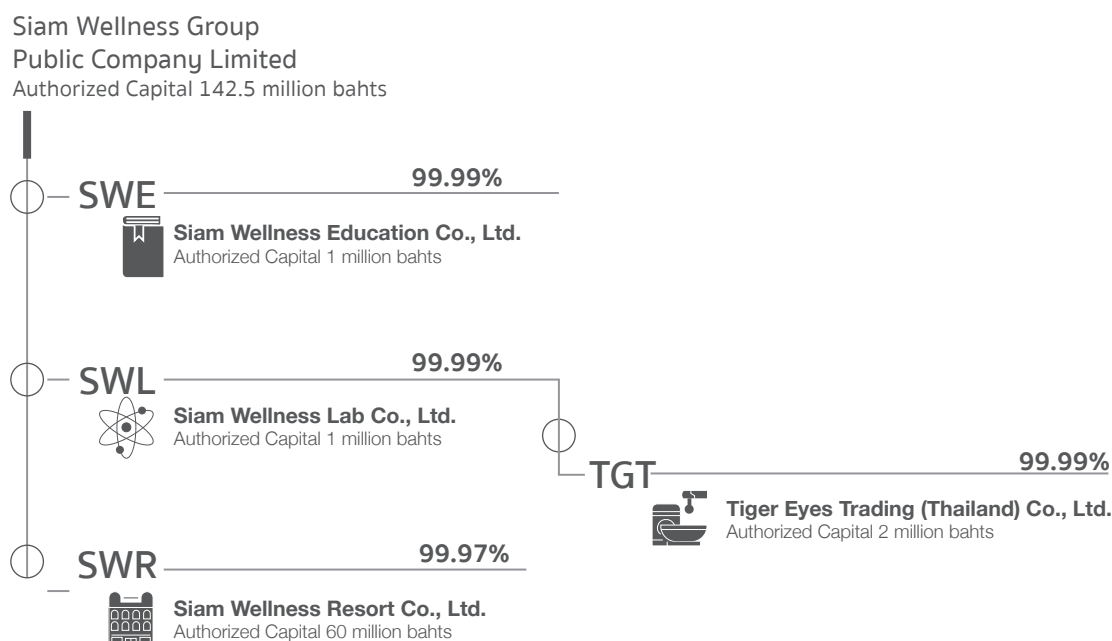 Siam Wellness Group
Public Company Limited
Authorized Capital 142.5 million bahts
SWE
99.99%
Siam Wellness Education Co., Ltd.
Authorized Capital 1 million bahts
SWL
99.99%
Siam Wellness Lab Co., Ltd.
Authorized Capital 1 million bahts
TGT
99.99%
Tiger Eyes Trading (Thailand) Co., Ltd.
Authorized Capital 2 million bahts
SWR
99.97%
Siam Wellness Resort Co., Ltd.
Authorized Capital 60 million bahts